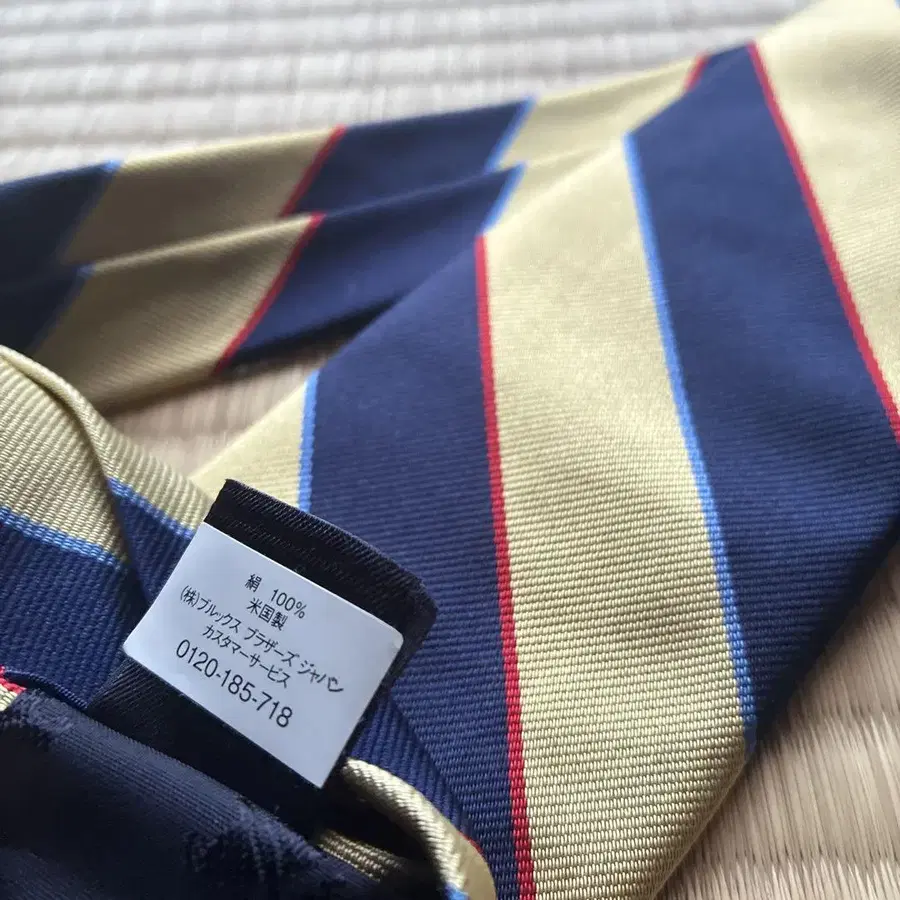 絹 100%
米国製
(株)ブルックス ブラザーズ ジャパン
カスタマーサービス
0120-185-718